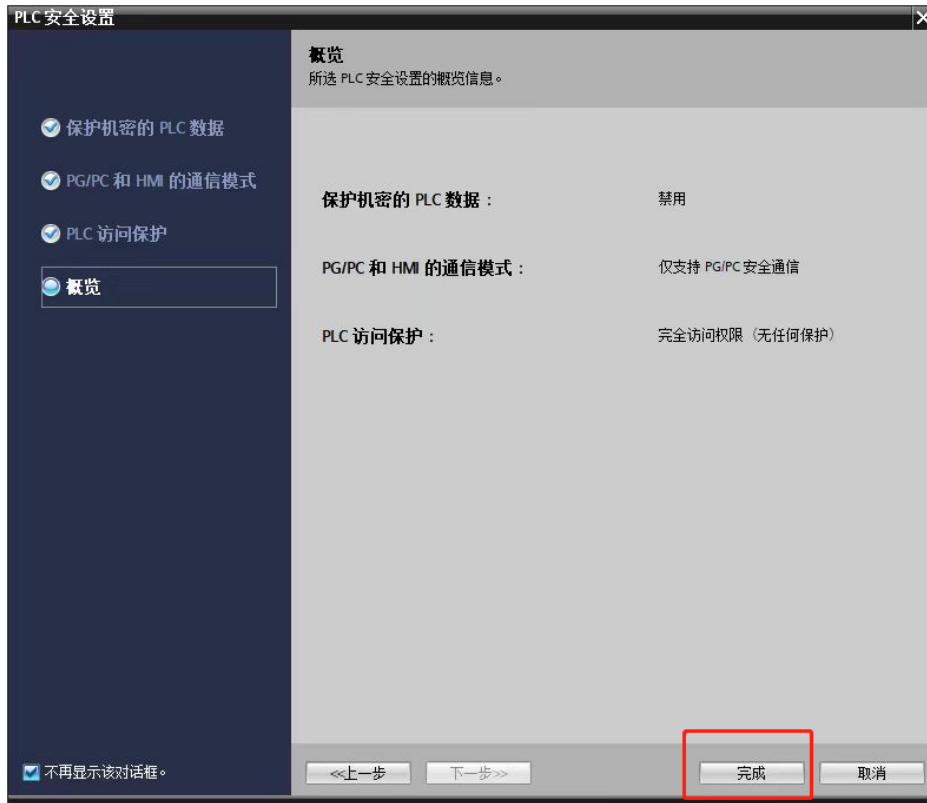 PLC 安全设置
概览
所选 PLC 安全设置的概览信息。
保护机密的 PLC 数据
PG/PC 和 HMI 的通信模式
PLC 访问保护
概览
保护机密的 PLC 数据： 禁用
PG/PC 和 HMI 的通信模式： 仅支持 PG/PC 安全通信
PLC 访问保护： 完全访问权限（无任何保护）
不再显示该对话框。
<<上一步 下一步>> 完成 取消